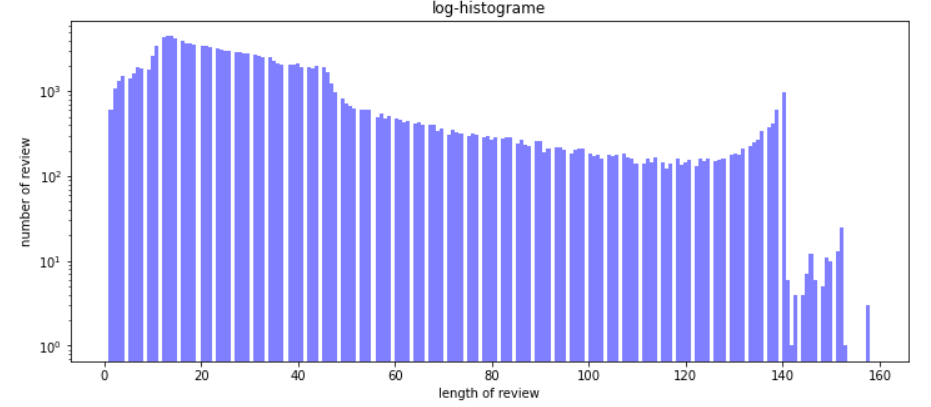 log-histograme
number of review
10³
10²
10¹
10⁰
0 20 40 60 80 100 120 140 160
length of review